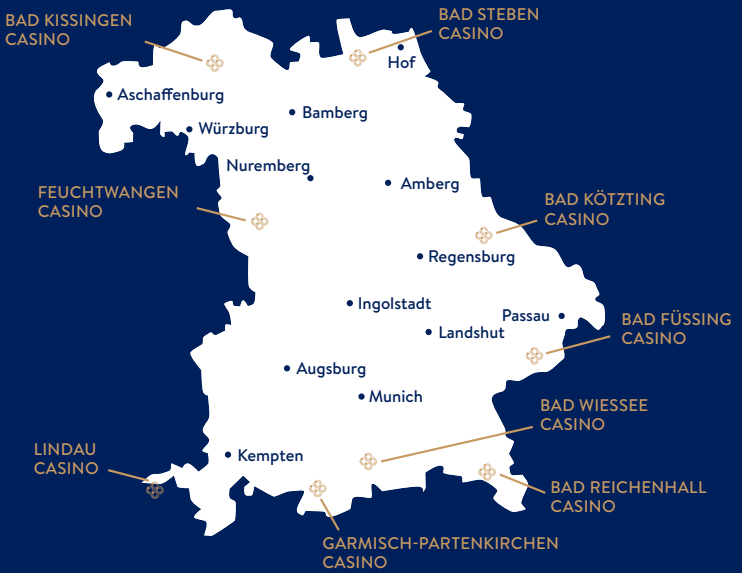 BAD KISSINGEN
CASINO
BAD STEBEN
CASINO
Hof
Aschaffenburg
Bamberg
Würzburg
Nuremberg
Amberg
FEUCHTWANGEN
CASINO
BAD KÖTZTING
CASINO
Regensburg
Ingolstadt
Passau
Landshut
BAD FÜSSING
CASINO
Augsburg
Munich
BAD WIESSEE
CASINO
LINDAU
CASINO
Kempten
BAD REICHENHALL
CASINO
GARMISCH-PARTENKIRCHEN
CASINO